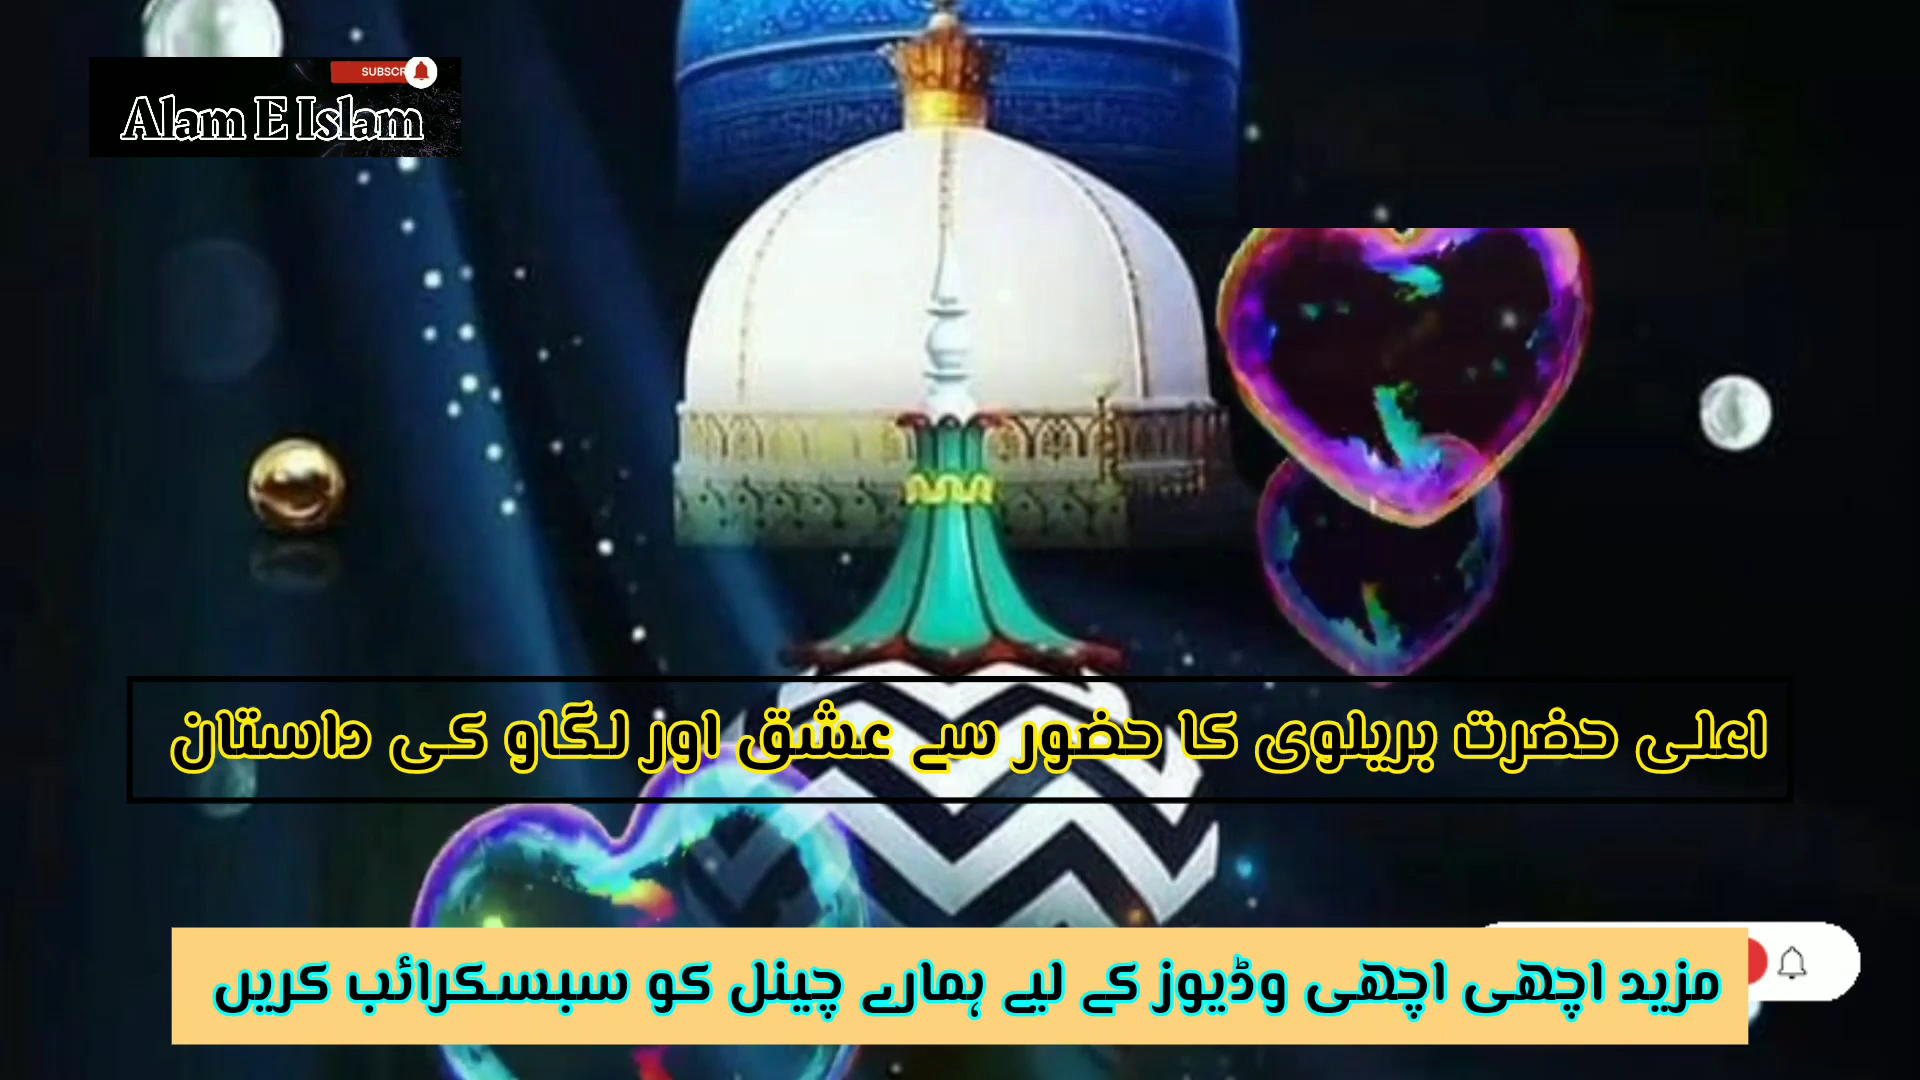 SUBSCR
Alam E Islam
اعلی حضرت بریلوی کا حضور سے عشق اور لگاو کی داستان
مزید اچھی اچھی وڈیوز کے لیے ہمارے چینل کو سبسکرائب کریں